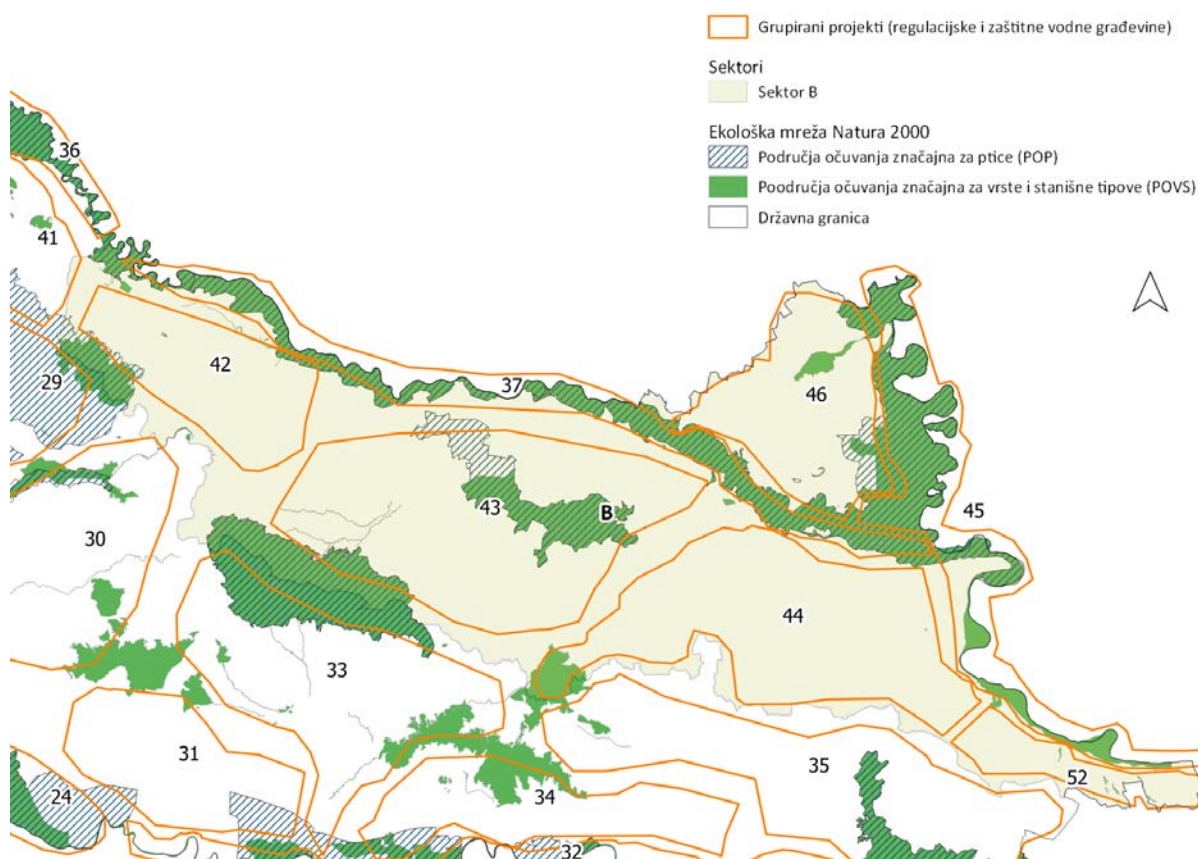 Grupirani projekti (regulacijske i zaštitne vodne građevine)
Sektori
Sektor B
Ekološka mreža Natura 2000
Područja očuvanja značajna za ptice (POP)
Poodručja očuvanja značajna za vrste i stanišne tipove (POVS)
Državna granica
36
41
42
29
37
46
43
B
45
30
44
33
31
35
24
34
52
32